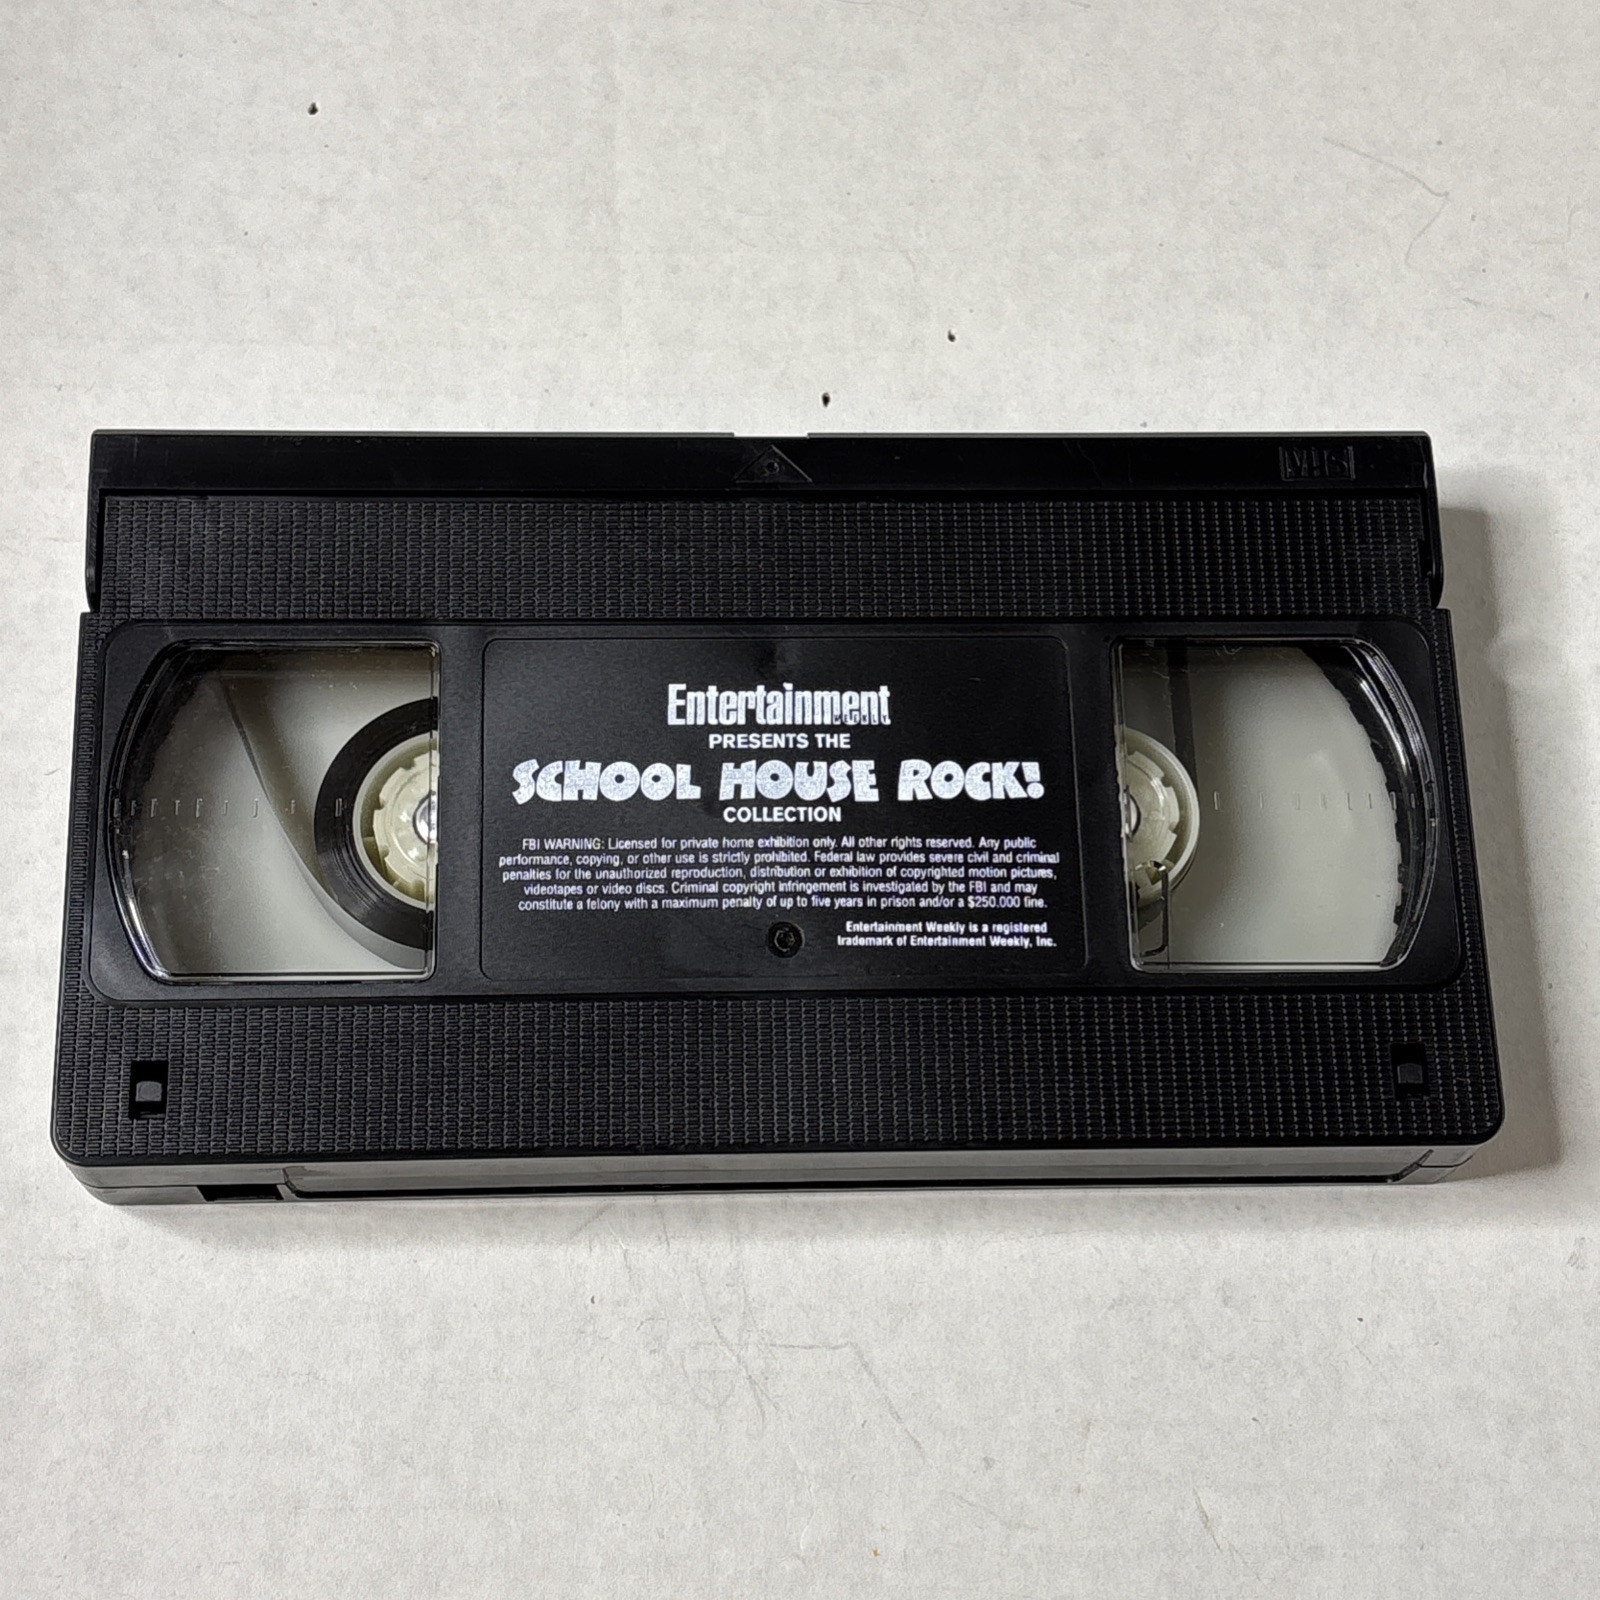 VHS
Entertainment
WEEKLY
PRESENTS THE
SCHOOL HOUSE ROCK!
COLLECTION
FBI WARNING: Licensed for private home exhibition only. All other rights reserved. Any public
performance, copying, or other use is strictly prohibited. Federal law provides severe civil and criminal
penalties for the unauthorized reproduction, distribution or exhibition of copyrighted motion pictures,
videotapes or video discs. Criminal copyright infringement is investigated by the FBI and may
constitute a felony with a maximum penalty of up to five years in prison and/or a $250.000 fine.
Entertainment Weekly is a registered
trademark of Entertainment Weekly, Inc.